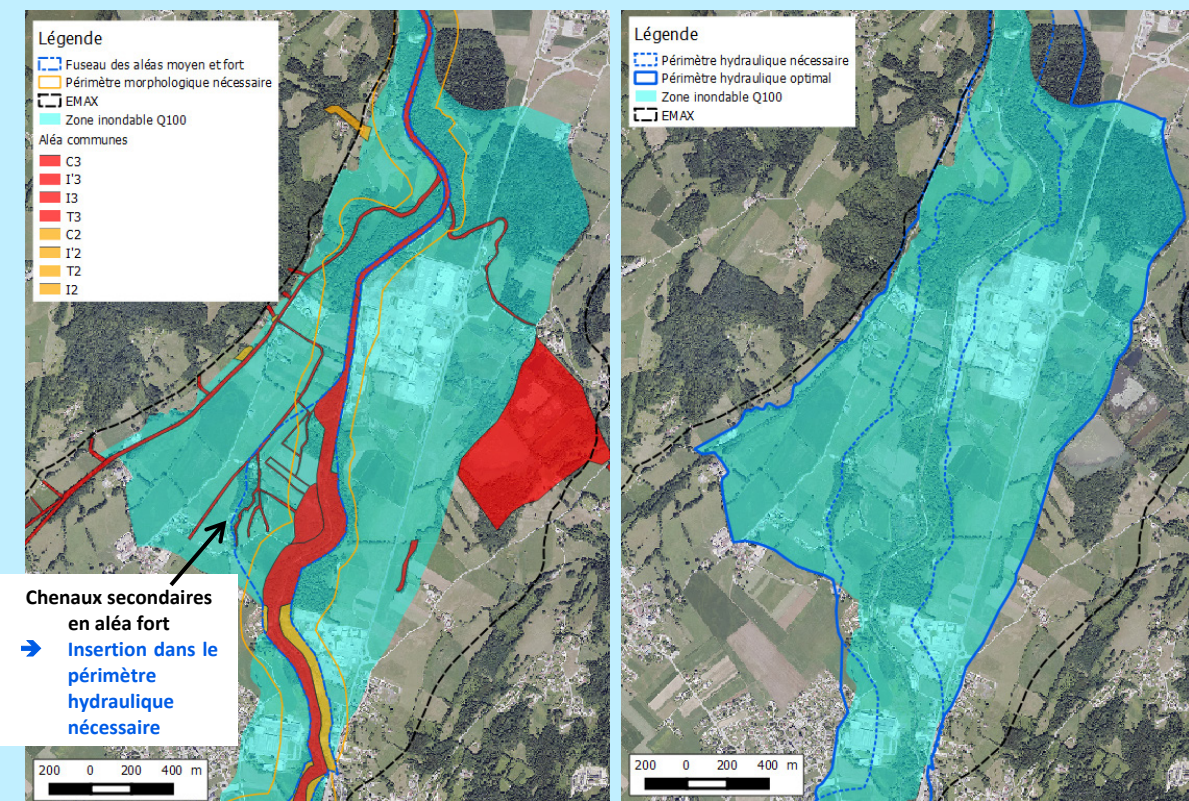 Légende
Fuseau des aléas moyen et fort
Périmètre morphologique nécessaire
EMAX
Zone inondable Q100
Aléa communes
C3
I'3
I3
T3
C2
I'2
T2
I2
Chenaux secondaires
en aléa fort
➔ Insertion dans le
périmètre
hydraulique
nécessaire
200 0 200 400 m
Légende
Périmètre hydraulique nécessaire
Périmètre hydraulique optimal
Zone inondable Q100
EMAX
200 0 200 400 m